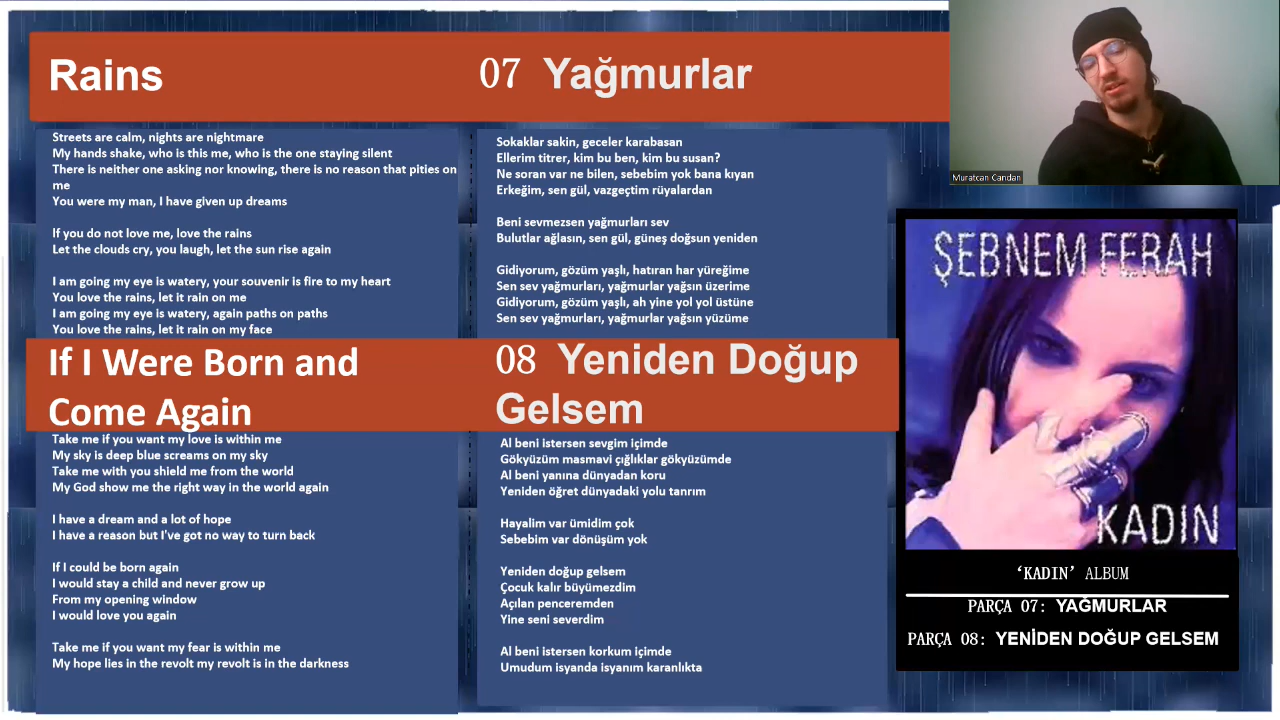 Rains
07 Yağmurlar
Muratcan Candan
Streets are calm, nights are nightmare
My hands shake, who is this me, who is the one staying silent
There is neither one asking nor knowing, there is no reason that pities on
me
You were my man, I have given up dreams
If you do not love me, love the rains
Let the clouds cry, you laugh, let the sun rise again
I am going my eye is watery, your souvenir is fire to my heart
You love the rains, let it rain on me
I am going my eye is watery, again paths on paths
You love the rains, let it rain on my face
Sokaklar sakin, geceler karabasan
Ellerim titrer, kim bu ben, kim bu susan?
Ne soran var ne bilen, sebebim yok bana kıyan
Erkeğim, sen gül, vazgeçtim rüyalardan
Beni sevmezsen yağmurları sev
Bulutlar ağlasın, sen gül, güneş doğsun yeniden
Gidiyorum, gözüm yaşlı, hatıran har yüreğime
Sen sev yağmurları, yağmurlar yağsın üzerime
Gidiyorum, gözüm yaşlı, ah yine yol yol üstüne
Sen sev yağmurları, yağmurlar yağsın yüzüme
If I Were Born and
Come Again
08 Yeniden Doğup
Gelsem
Take me if you want my love is within me
My sky is deep blue screams on my sky
Take me with you shield me from the world
My God show me the right way in the world again
I have a dream and a lot of hope
I have a reason but I've got no way to turn back
If I could be born again
I would stay a child and never grow up
From my opening window
I would love you again
Take me if you want my fear is within me
My hope lies in the revolt my revolt is in the darkness
Al beni istersen sevgim içimde
Gökyüzüm masmavi çığlıklar gökyüzümde
Al beni yanına dünyadan koru
Yeniden öğret dünyadaki yolu tanrım
Hayalim var ümidim çok
Sebebim var dönüşüm yok
Yeniden doğup gelsem
Çocuk kalır büyümezdim
Açılan penceremden
Yine seni severdim
Al beni istersen korkum içimde
Umudum isyanda isyanım karanlıkta
ŞEBNEM FERAH
KADIN
‘KADIN’ ALBUM
PARÇA 07: YAĞMURLAR
PARÇA 08: YENİDEN DOĞUP GELSEM